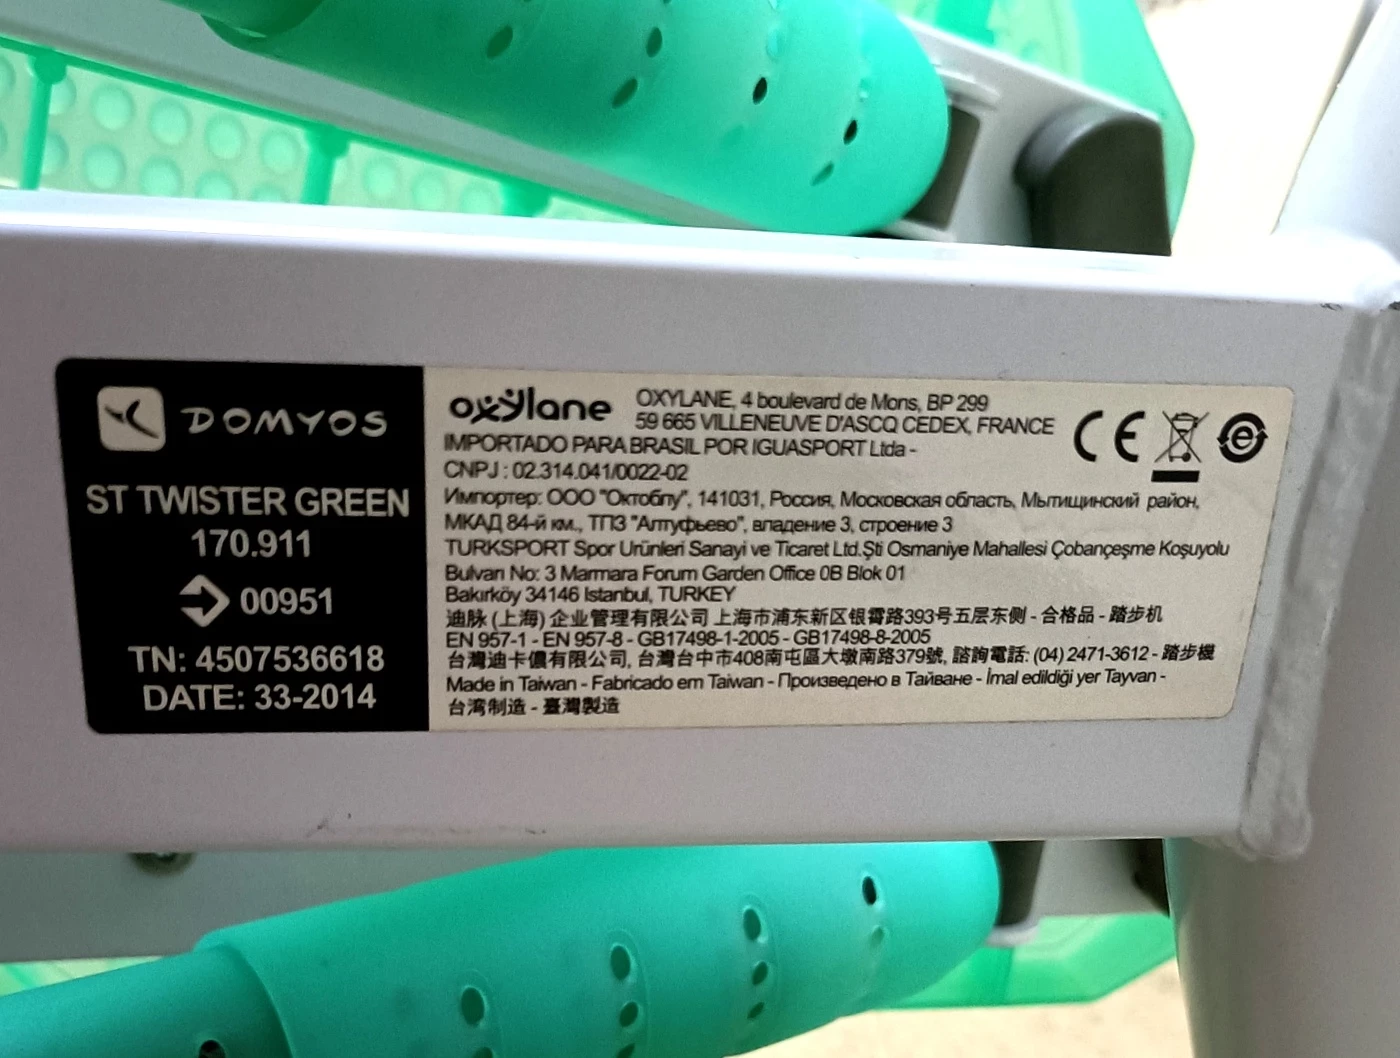 DOMYOS
ST TWISTER GREEN
170.911
00951
TN: 4507536618
DATE: 33-2014
oxylane
OXYLANE, 4 boulevard de Mons, BP 299
59 665 VILLENEUVE D'ASCQ CEDEX, FRANCE
IMPORTADO PARA BRASIL POR IGUASPORT Ltda -
CNPJ : 02.314.041/0022-02
Импортер: ООО "Октоблу", 141031, Россия, Московская область, Мытищинский район,
МКАД 84-й км., ТПЗ "Алтуфьево", владение 3, строение 3
TURKSPORT Spor Urünleri Sanayi ve Ticaret Ltd.Şti Osmaniye Mahallesi Çobançeşme Koşuyolu
Bulvarı No: 3 Marmara Forum Garden Office 0B Blok 01
Bakırköy 34146 Istanbul, TURKEY
迪脉 (上海) 企业管理有限公司 上海市浦东新区银霄路393号五层东侧 - 合格品 - 踏步机
EN 957-1 - EN 957-8 - GB17498-1-2005 - GB17498-8-2005
台灣迪卡儂有限公司, 台灣台中市408南屯區大墩南路379號, 諮詢電話: (04) 2471-3612 - 踏步機
Made in Taiwan - Fabricado em Taiwan - Произведено в Тайване - İmal edildiği yer Tayvan -
台湾制造 - 臺灣製造
CE
e